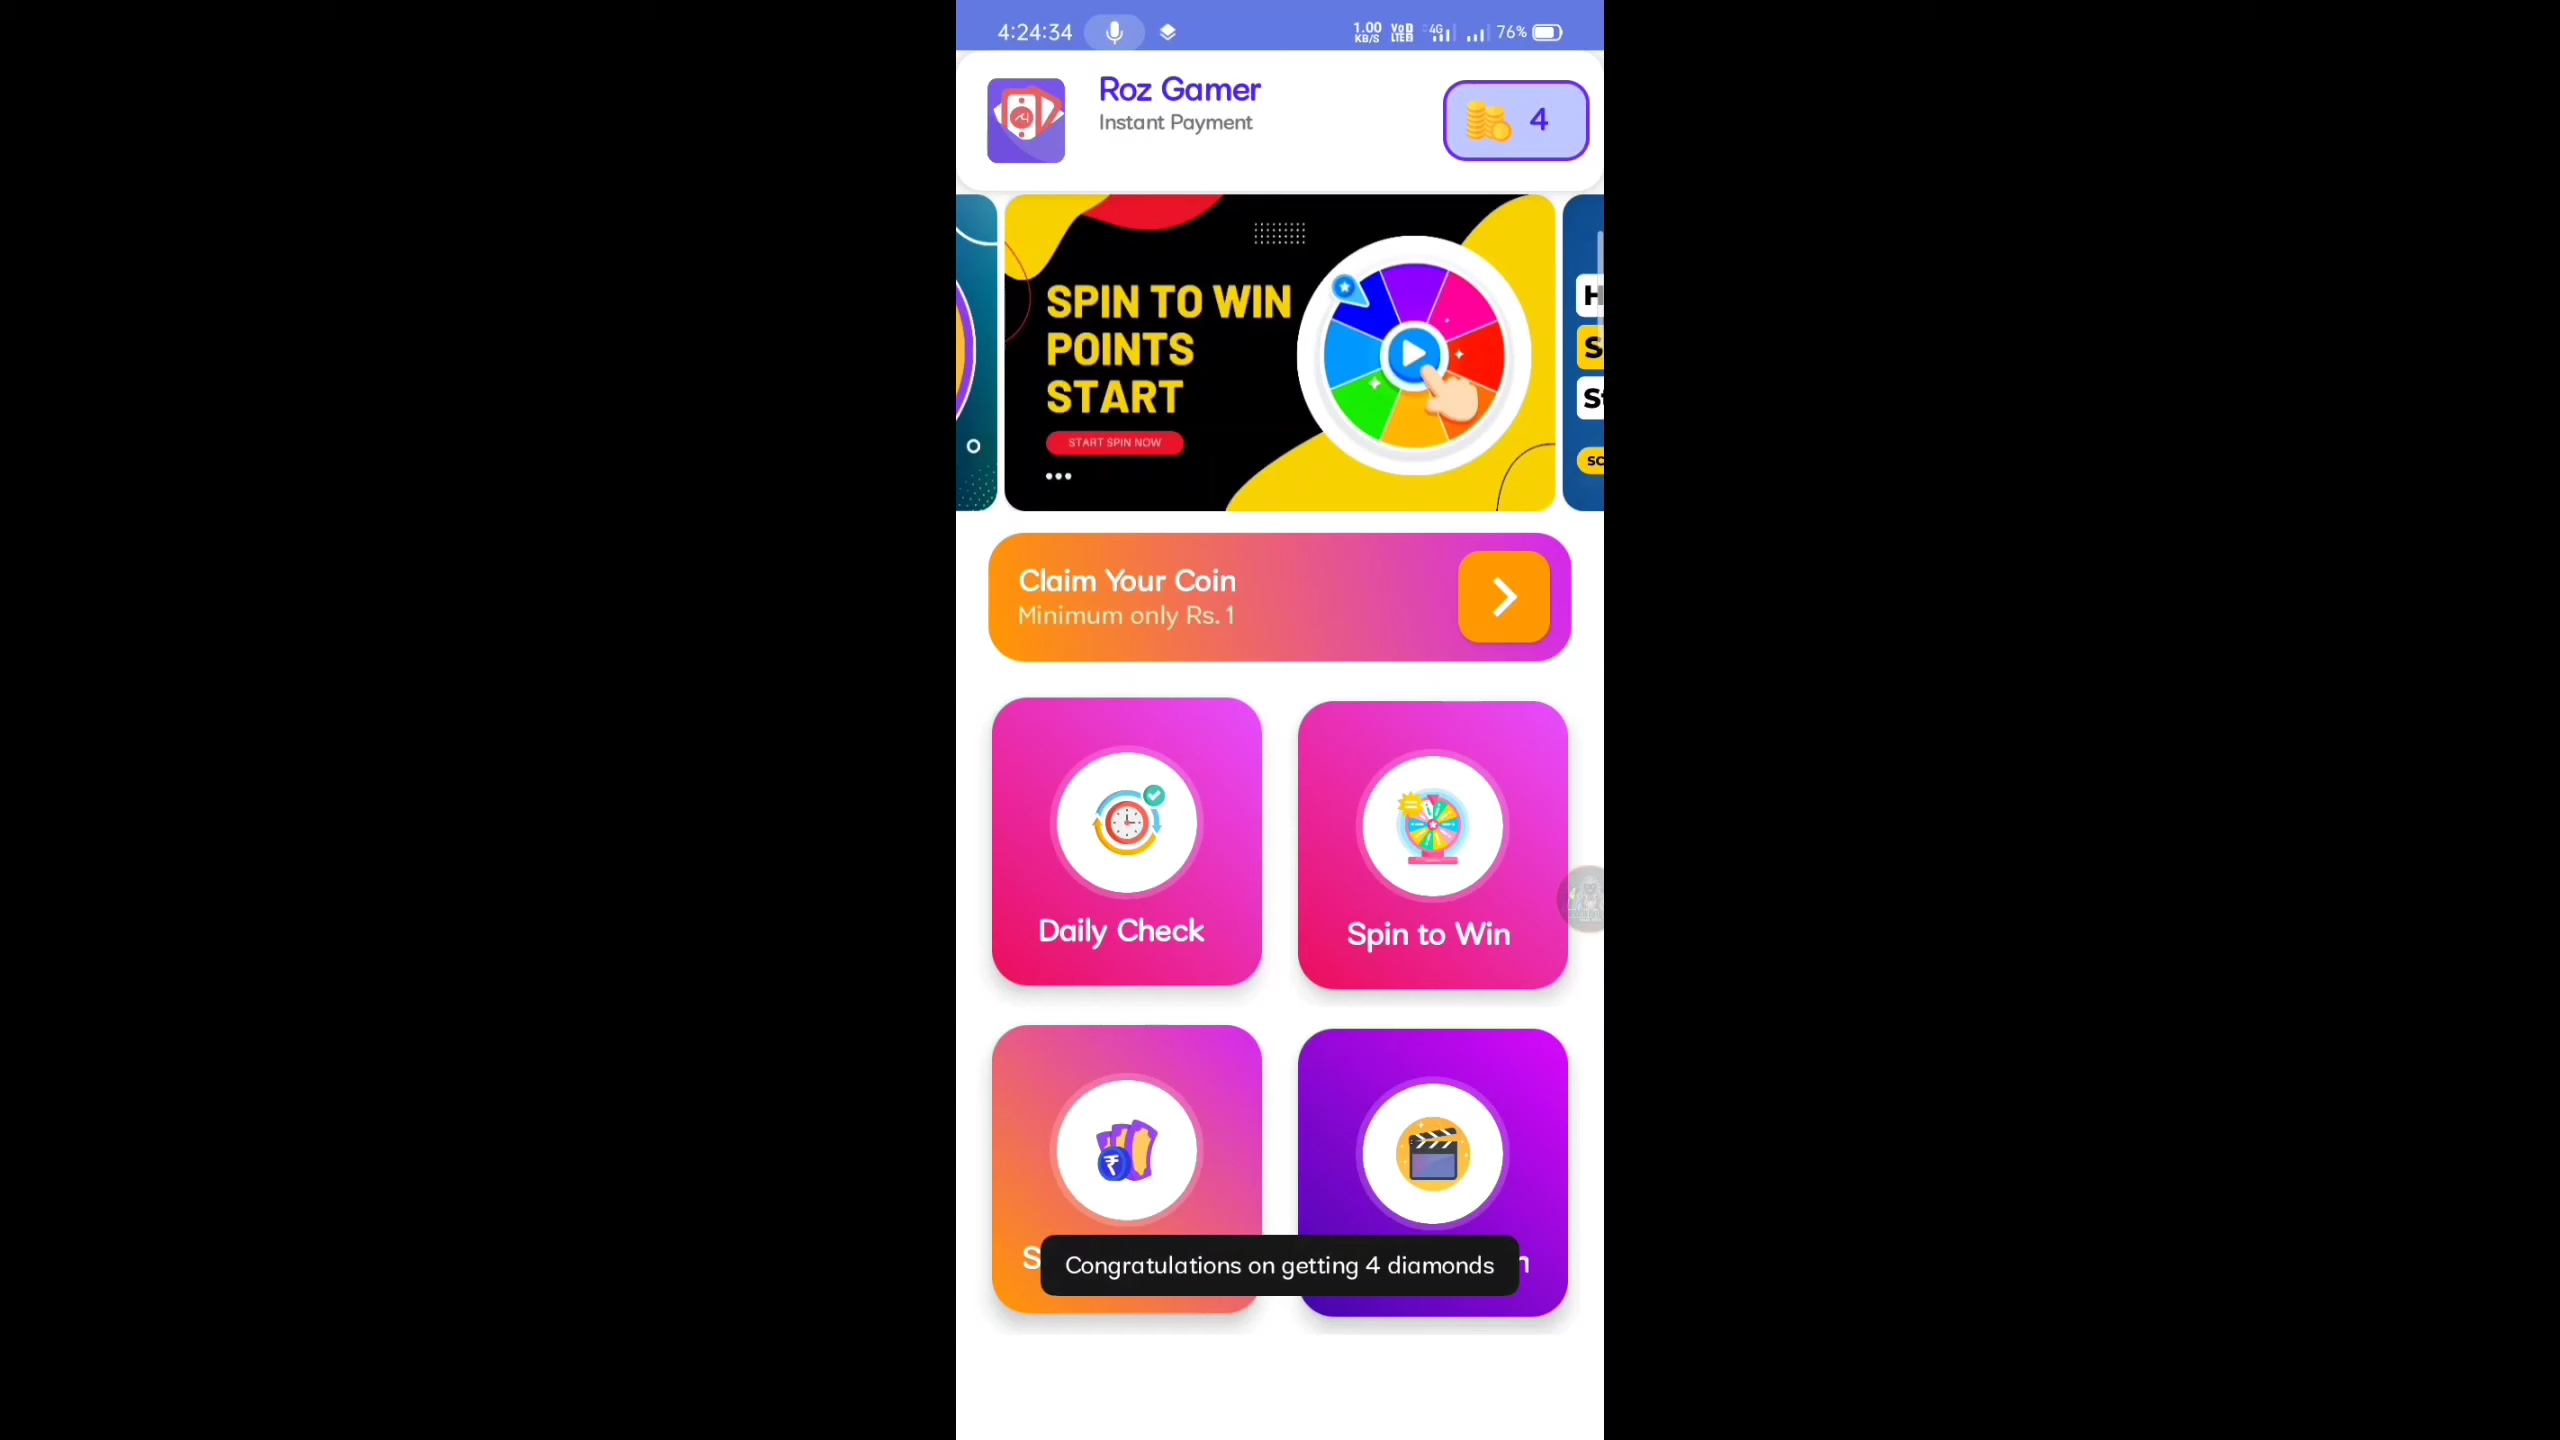 4:24:34
1.00 KB/S
4G
76%
Roz Gamer
Instant Payment
4
SPIN TO WIN
POINTS
START
START SPIN NOW
Claim Your Coin
Minimum only Rs. 1
Daily Check
Spin to Win
Congratulations on getting 4 diamonds